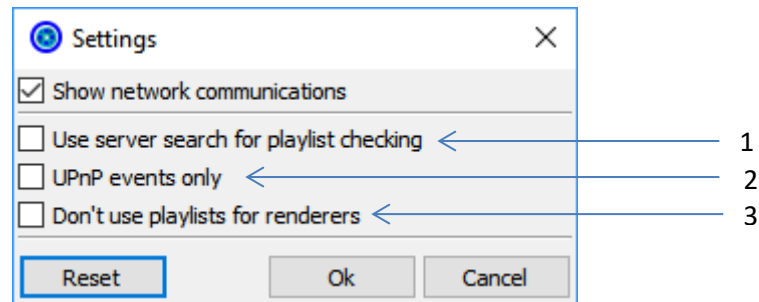 Settings
Show network communications
Use server search for playlist checking 1
UPnP events only 2
Don't use playlists for renderers 3
Reset Ok Cancel